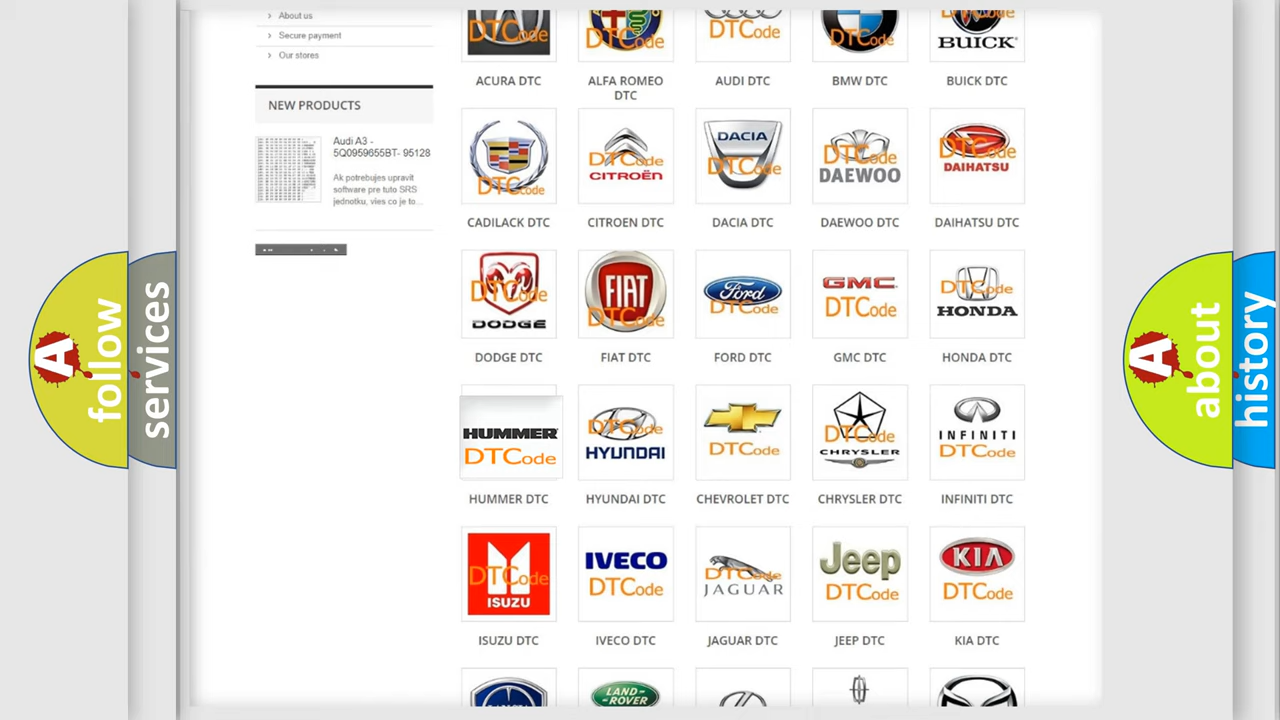 About us
Secure payment
Our stores
NEW PRODUCTS
Audi A3 -
5Q0959655BT- 95128
Ak potrebujes upravit
software pre tuto SRS
jednotku, vies co je to...
DTCode
DTCode
DTCode
DTCode
DTCode
BUICK
ACURA DTC
ALFA ROMEO
DTC
AUDI DTC
BMW DTC
BUICK DTC
DTCode
DTCode
CITROËN
DACIA
DTCode
DTCode
DAEWOO
DTCode
DAIHATSU
CADILACK DTC
CITROEN DTC
DACIA DTC
DAEWOO DTC
DAIHATSU DTC
DTCode
DODGE
FIAT
DTCode
Ford
DTCode
GMC
DTCode
DTCode
HONDA
DODGE DTC
FIAT DTC
FORD DTC
GMC DTC
HONDA DTC
HUMMER
DTCode
DTCode
HYUNDAI
DTCode
DTCode
CHRYSLER
INFINITI
DTCode
HUMMER DTC
HYUNDAI DTC
CHEVROLET DTC
CHRYSLER DTC
INFINITI DTC
DTCode
ISUZU
IVECO
DTCode
DTCode
JAGUAR
Jeep
DTCode
KIA
DTCode
ISUZU DTC
IVECO DTC
JAGUAR DTC
JEEP DTC
KIA DTC
LAND-
ROVER
A
follow
services
A
about
history